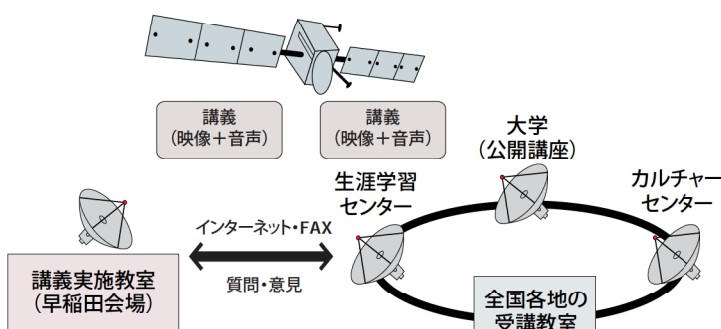 講義
(映像+音声)
講義
(映像+音声)
大学
(公開講座)
生涯学習
センター
カルチャー
センター
インターネット・FAX
質問・意見
講義実施教室
(早稲田会場)
全国各地の
受講教室